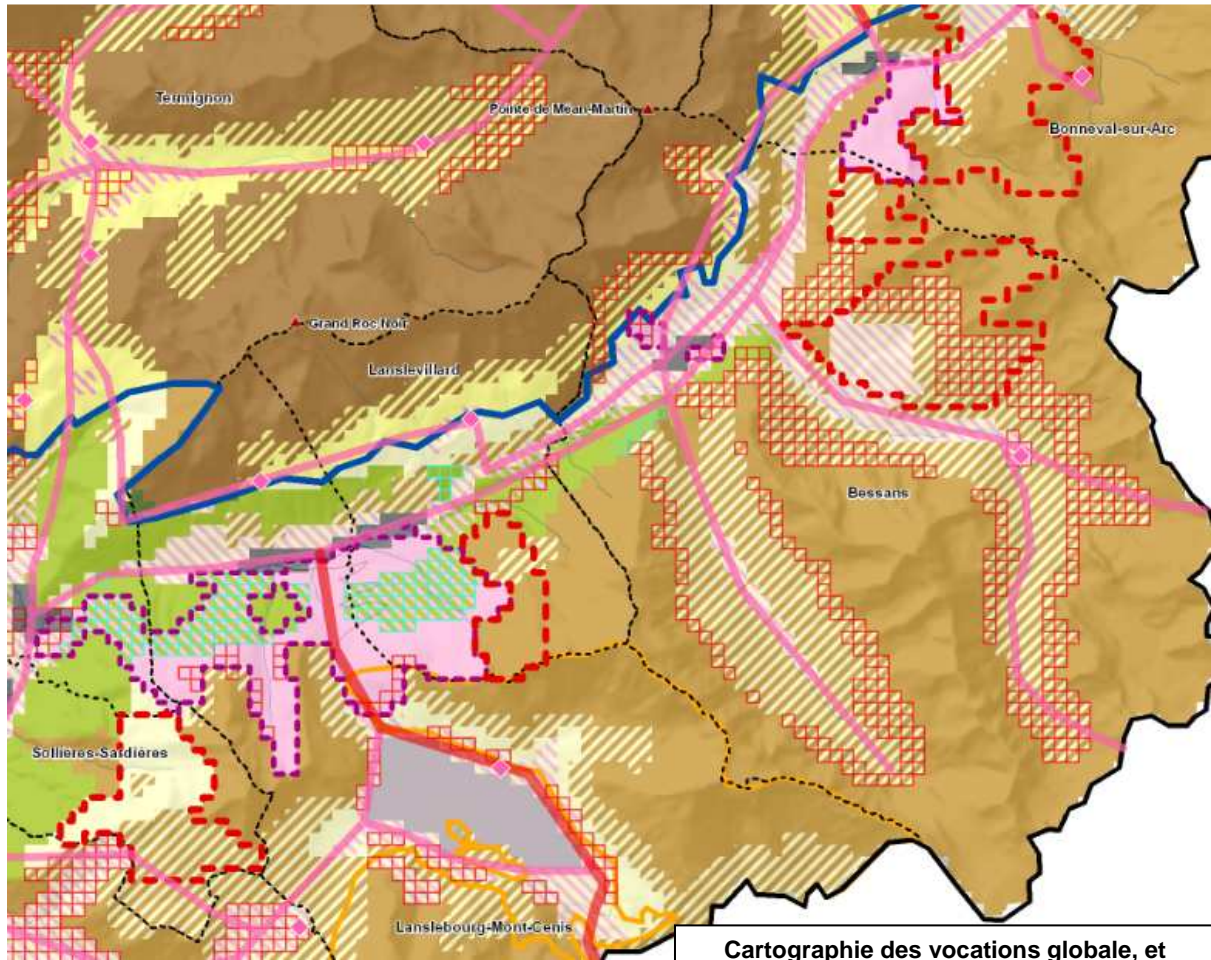 Termignon
Pointe de Méan-Martin
Bonneval-sur-Arc
Grand Roc Noir
Lanslevillard
Bessans
Sollières-Sardières
Lanslebourg-Mont-Cenis
Cartographie des vocations globale, et